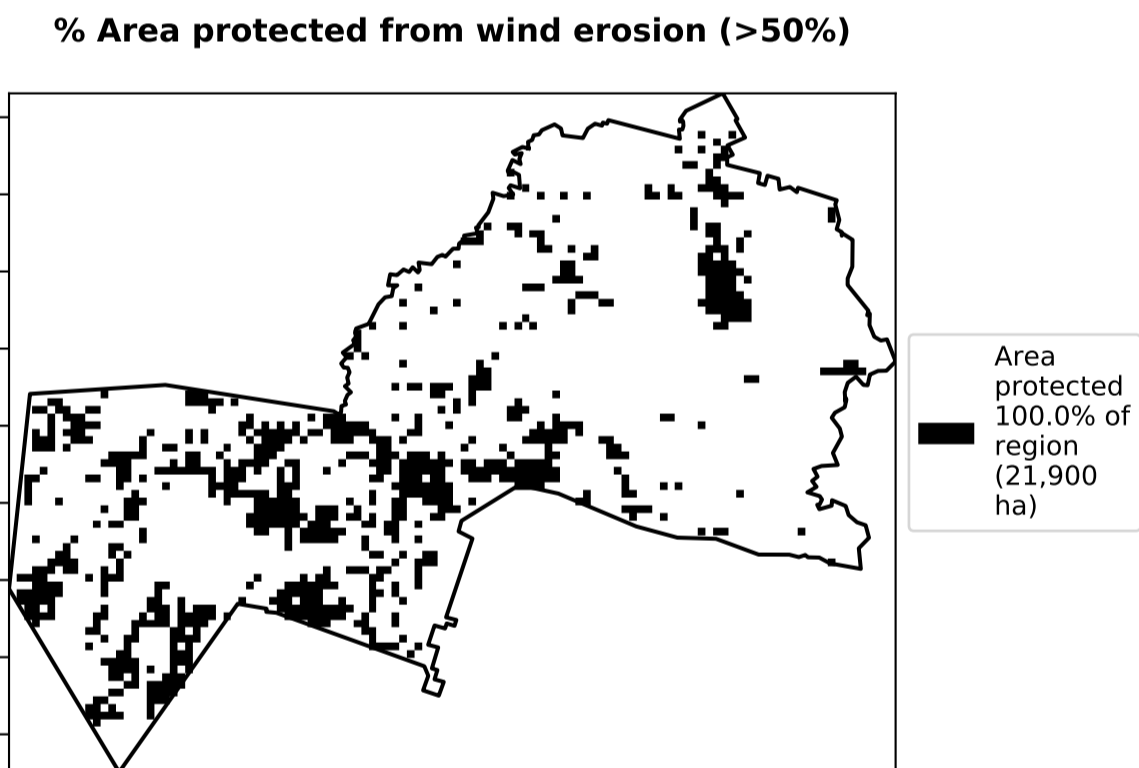 % Area protected from wind erosion (>50%)
Area
protected
100.0% of
region
(21,900
ha)